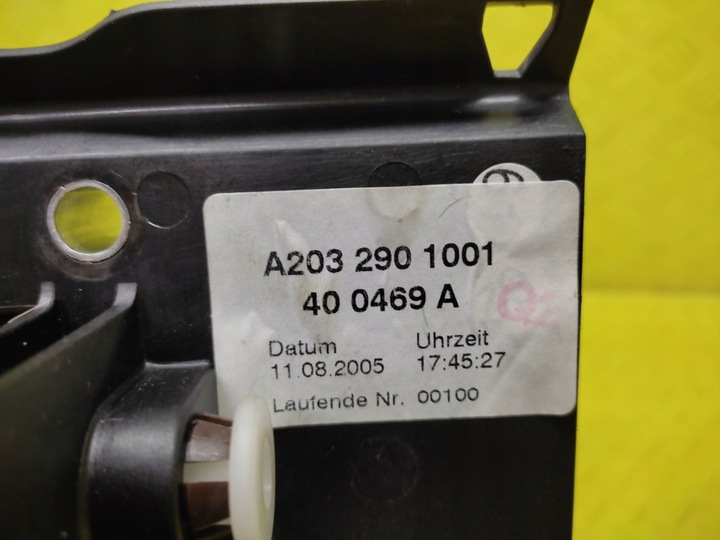 A203 290 1001
40 0469 A
Datum Uhrzeit
11.08.2005 17:45:27
Laufende Nr. 00100